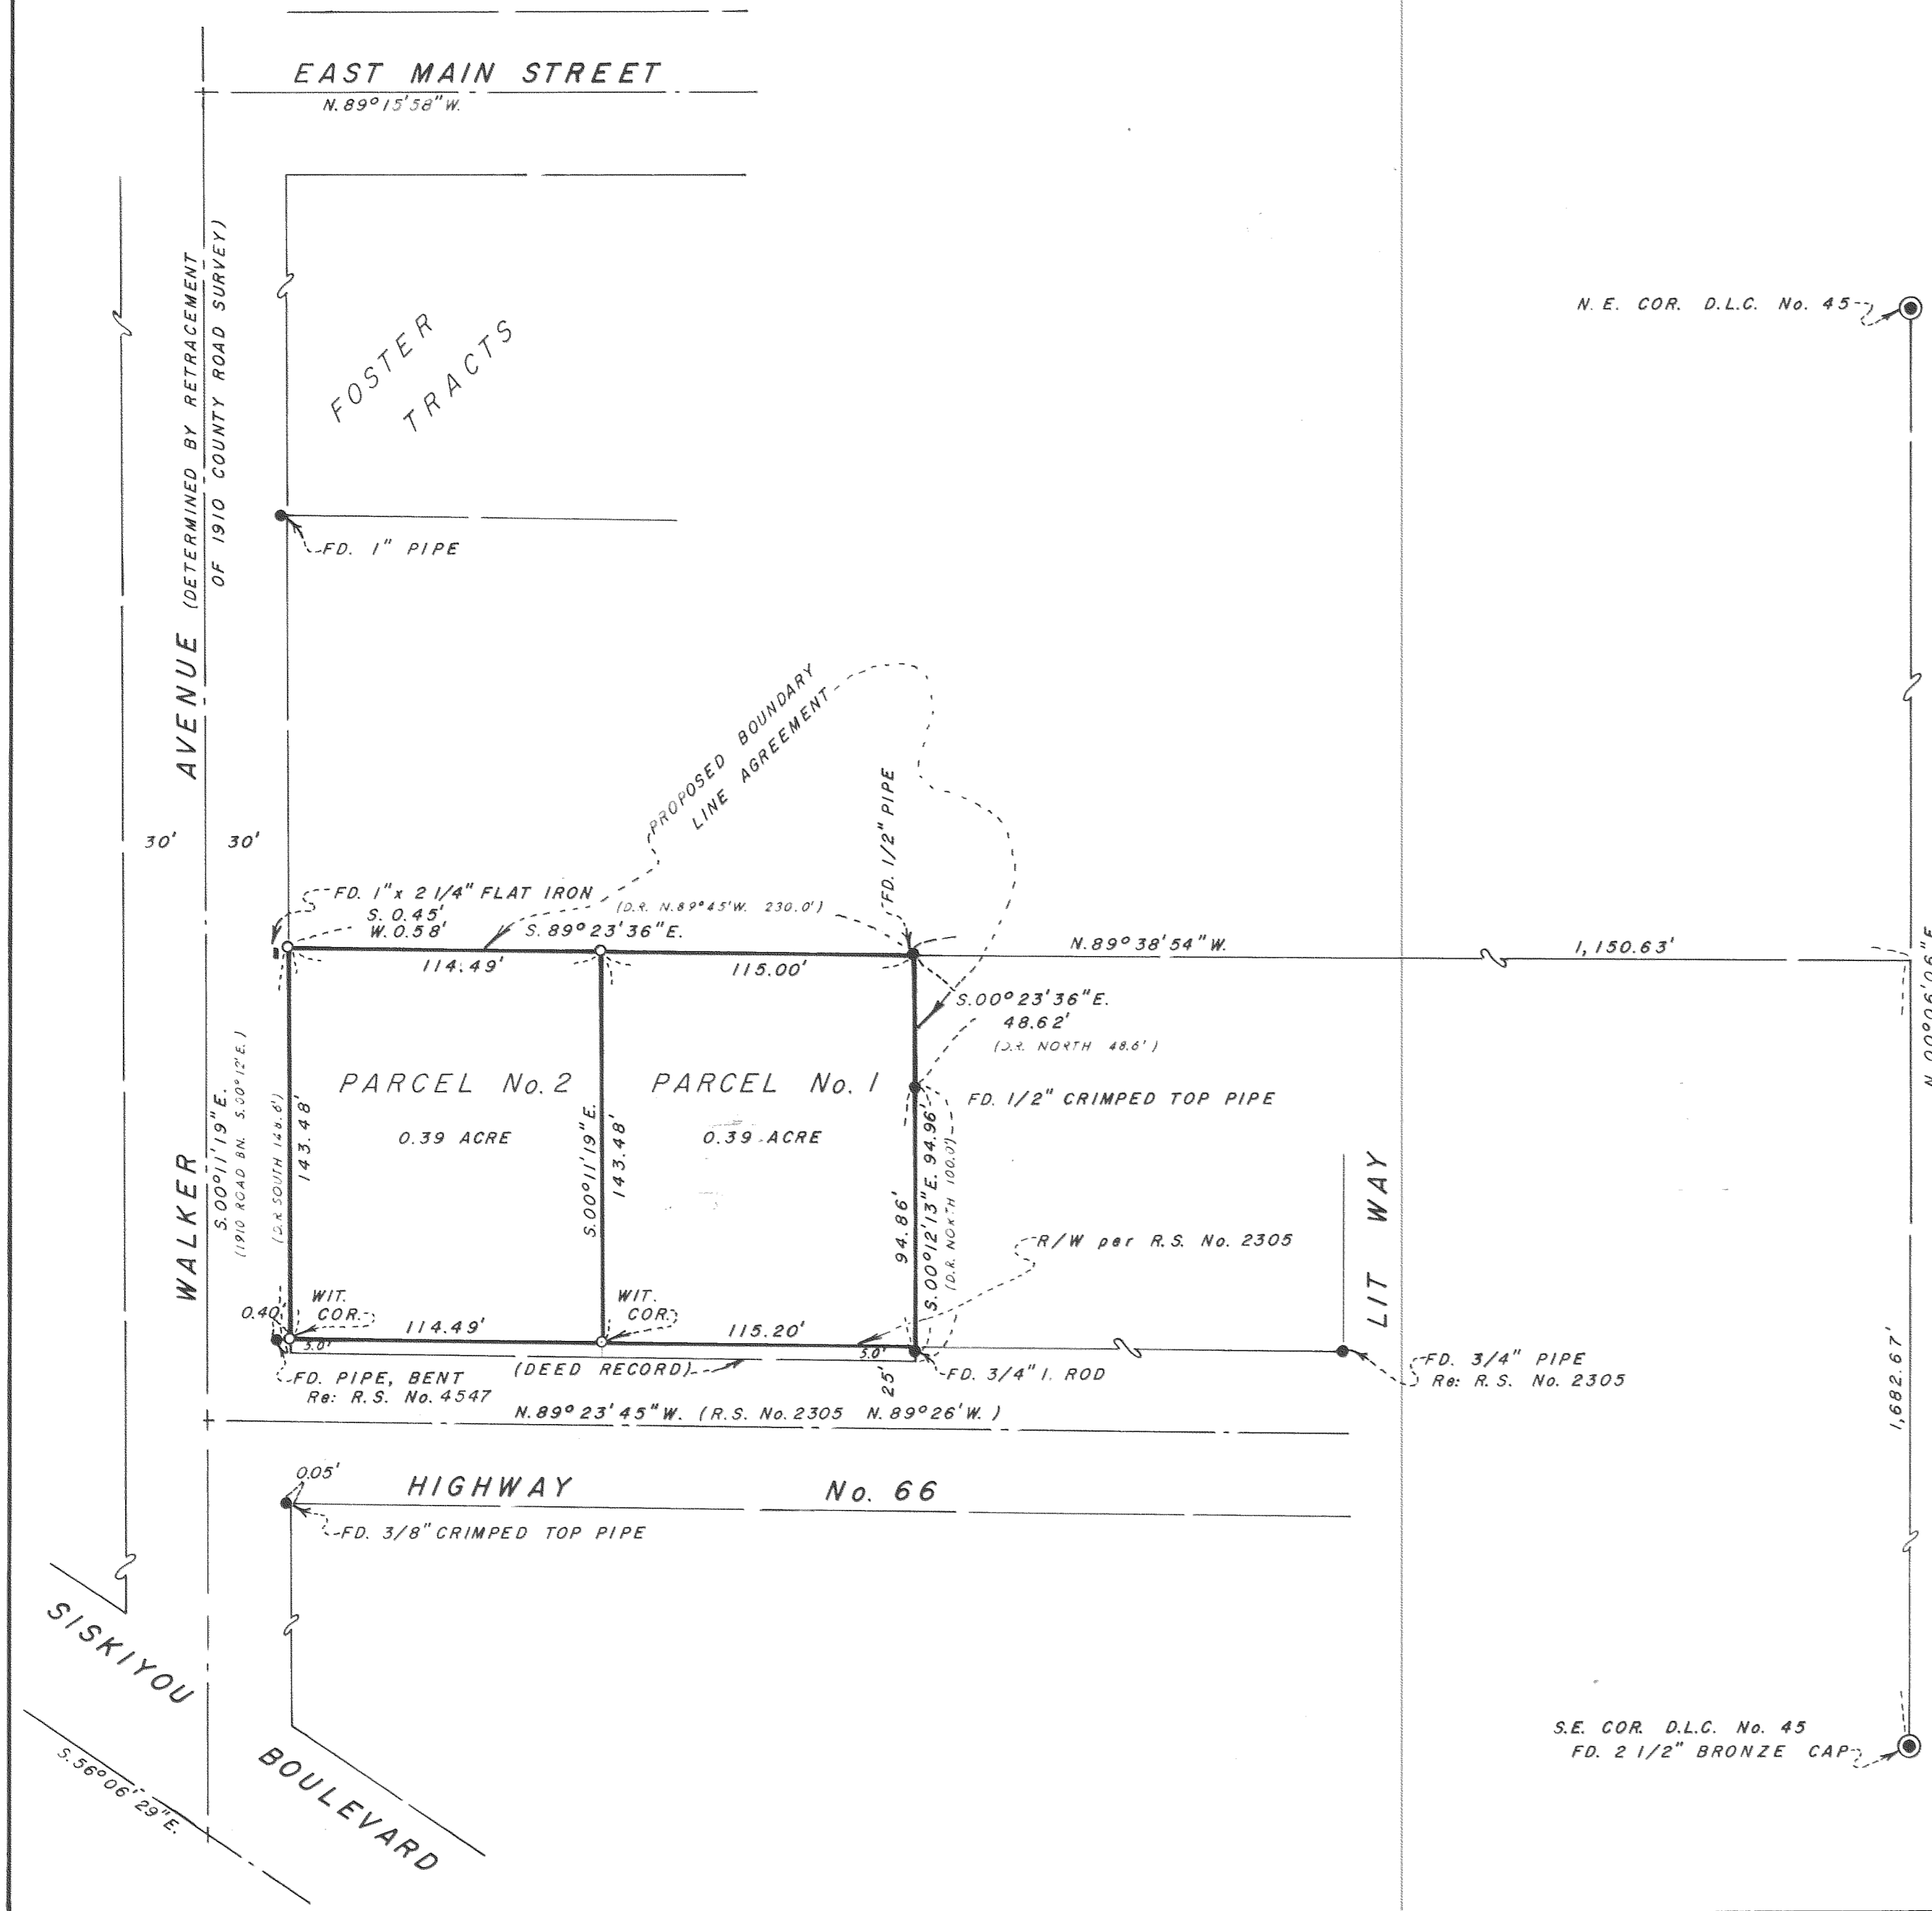 EAST MAIN STREET
N. 89° 15' 58" W.
N. E. COR. D.L.C. No. 45
AVENUE (DETERMINED BY RETRACEMENT
OF 1910 COUNTY ROAD SURVEY)
FOSTER
TRACTS
FD. 1" PIPE
PROPOSED BOUNDARY
LINE AGREEMENT
FD. 1/2" PIPE
30'
30'
FD. 1" x 2 1/4" FLAT IRON
S. 0.45'
W. 0.58'
(D.R. N. 89° 45' W. 230.0')
S. 89° 23' 36" E.
114.49'
115.00'
N. 89° 38' 54" W.
1,150.63'
N. 00° 06' 06" E.
S. 00° 23' 36" E.
48.62'
(D.R. NORTH 48.6')
PARCEL No. 2
0.39 ACRE
PARCEL No. 1
0.39 ACRE
FD. 1/2" CRIMPED TOP PIPE
WALKER
S. 00° 11' 19" E.
(1910 ROAD BN. S. 00° 12' E.)
(D.R. SOUTH 148.6')
143.48'
S. 00° 11' 19" E.
143.48'
94.86'
S. 00° 12' 13" E. 94.96'
(D.R. NORTH 100.0')
R/W per R.S. No. 2305
LIT WAY
0.40'
WIT.
COR.
WIT.
COR.
114.49'
115.20'
5.0'
5.0'
(DEED RECORD)
25'
FD. PIPE, BENT
Re: R.S. No. 4547
FD. 3/4" I. ROD
FD. 3/4" PIPE
Re: R.S. No. 2305
N. 89° 23' 45" W. (R.S. No. 2305 N. 89° 26' W.)
1,682.67'
0.05'
HIGHWAY No. 66
FD. 3/8" CRIMPED TOP PIPE
SISKIYOU
BOULEVARD
S. 56° 06' 29" E.
S.E. COR. D.L.C. No. 45
FD. 2 1/2" BRONZE CAP